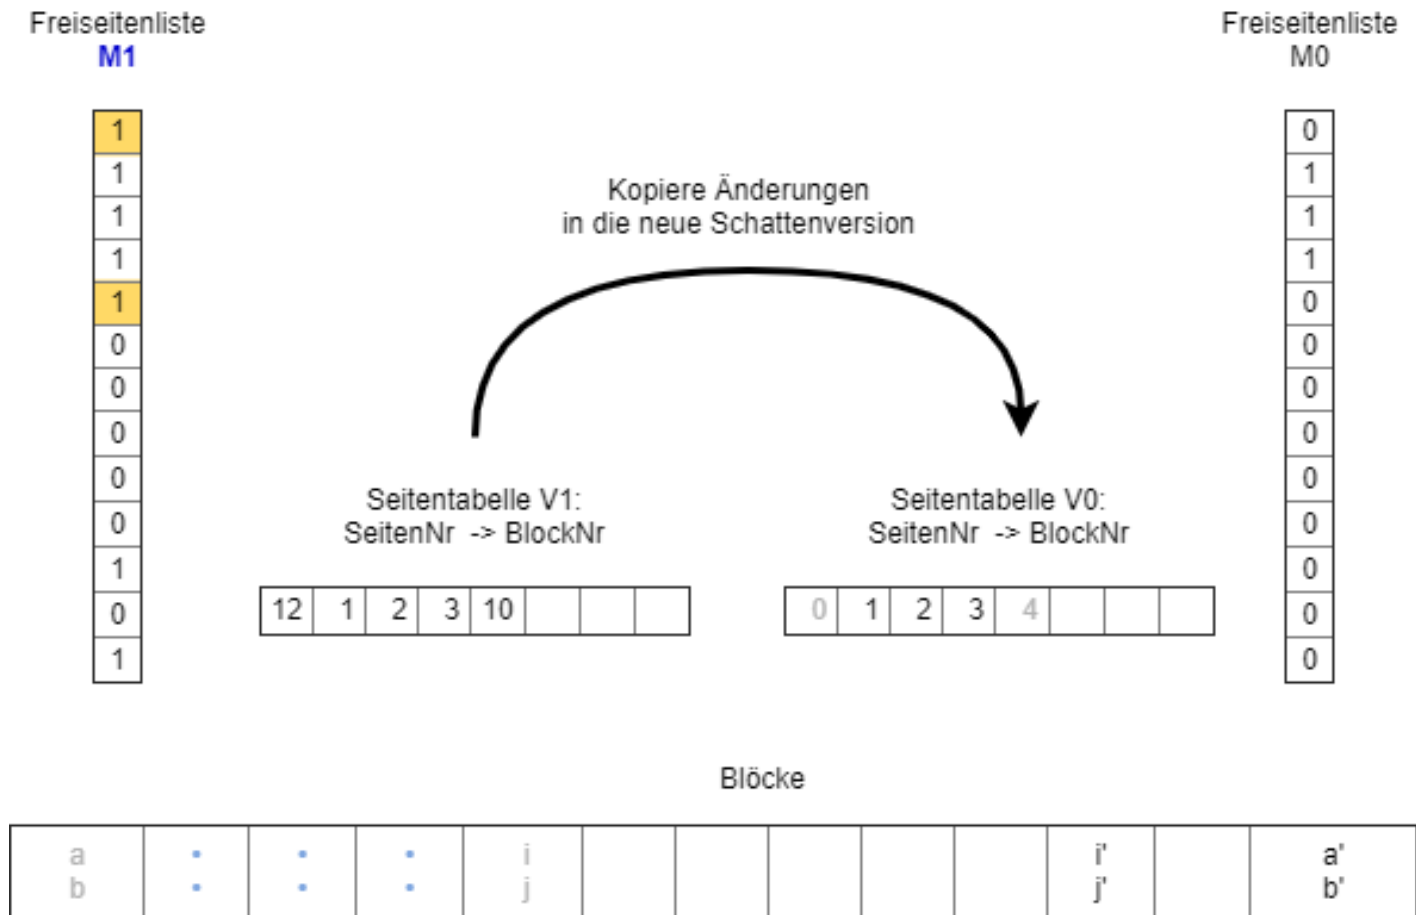 Freiseitenliste
M1
Freiseitenliste
M0
1
1
1
1
1
0
0
0
0
0
1
0
1
Kopiere Änderungen
in die neue Schattenversion
0
1
1
1
0
0
0
0
0
0
0
0
0
Seitentabelle V1:
SeitenNr -> BlockNr
12 1 2 3 10
Seitentabelle V0:
SeitenNr -> BlockNr
0 1 2 3 4
Blöcke
a : : : i i' a'
b : : : j j' b'